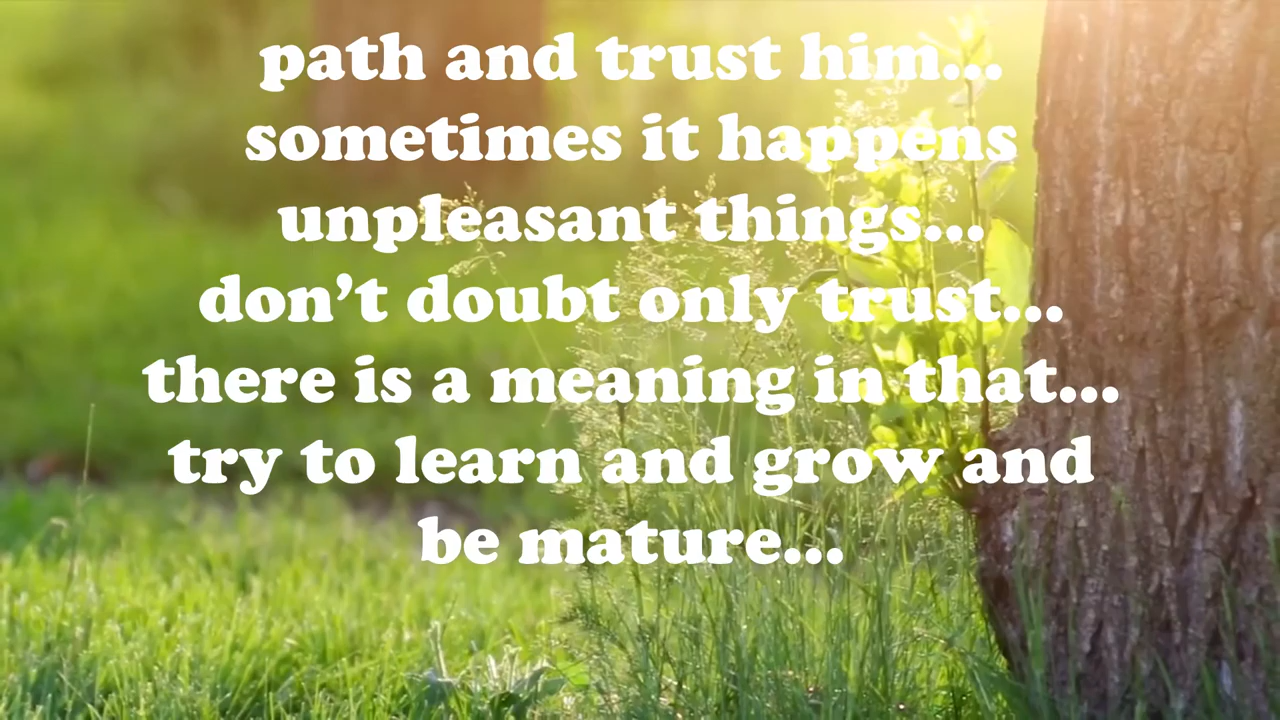 path and trust him...
sometimes it happens
unpleasant things...
don’t doubt only trust...
there is a meaning in that...
try to learn and grow and
be mature...